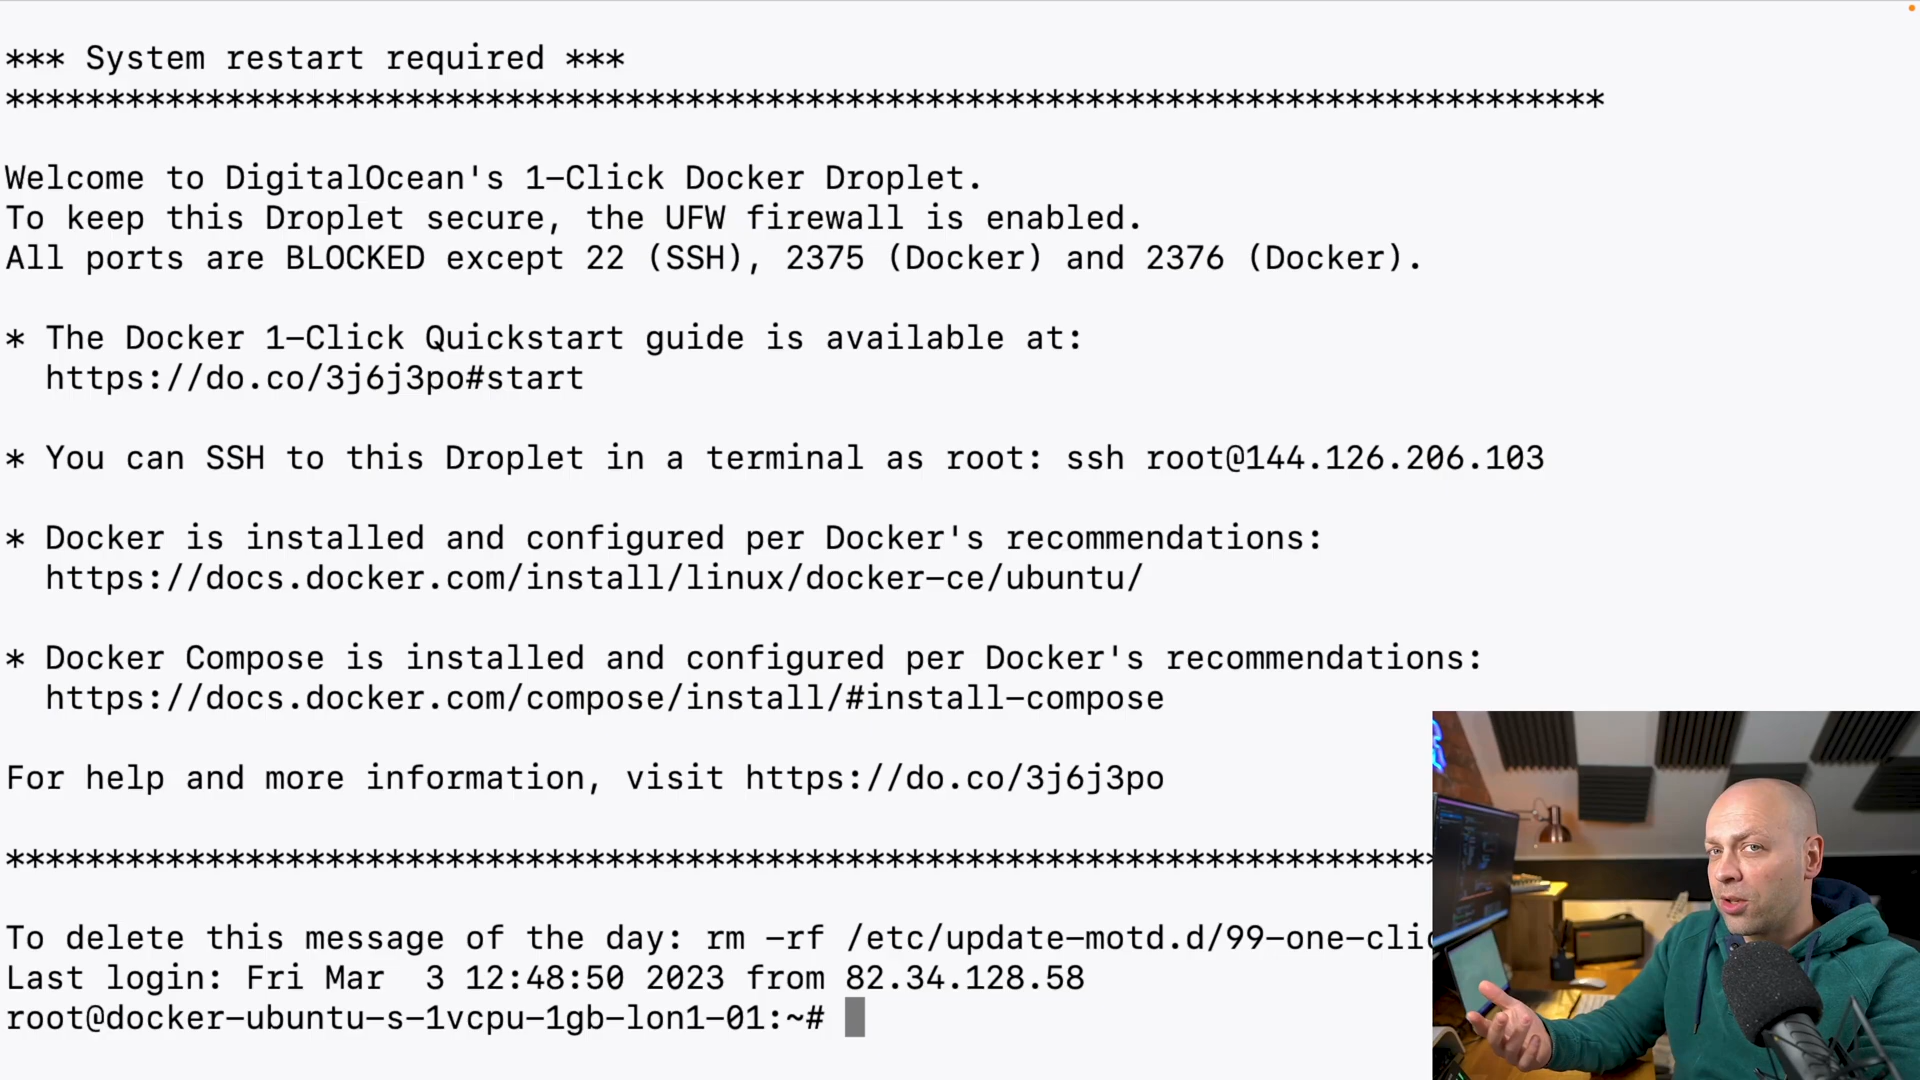 *** System restart required ***
********************************************************************************
Welcome to DigitalOcean's 1-Click Docker Droplet.
To keep this Droplet secure, the UFW firewall is enabled.
All ports are BLOCKED except 22 (SSH), 2375 (Docker) and 2376 (Docker).
* The Docker 1-Click Quickstart guide is available at:
https://do.co/3j6j3po#start
* You can SSH to this Droplet in a terminal as root: ssh root@144.126.206.103
* Docker is installed and configured per Docker's recommendations:
https://docs.docker.com/install/linux/docker-ce/ubuntu/
* Docker Compose is installed and configured per Docker's recommendations:
https://docs.docker.com/compose/install/#install-compose
For help and more information, visit https://do.co/3j6j3po
************************************************************************
To delete this message of the day: rm -rf /etc/update-motd.d/99-one-clic
Last login: Fri Mar  3 12:48:50 2023 from 82.34.128.58
root@docker-ubuntu-s-1vcpu-1gb-lon1-01:~#